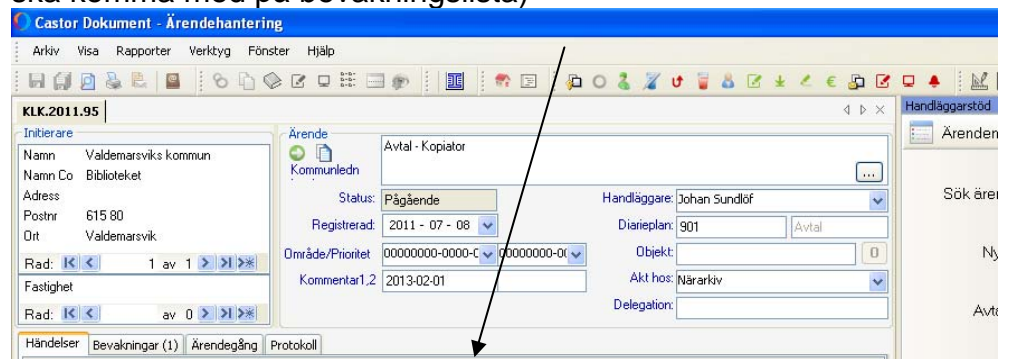 ska komma med på bevakningslista)
Castor Dokument - Ärendehantering
Arkiv Visa Rapporter Verktyg Fönster Hjälp
KLK.2011.95
Handläggarstöd
Initierare
Namn Valdemarsviks kommun
Namn Co Biblioteket
Adress
Postnr 615 80
Ort Valdemarsvik
Rad: 1 av 1
Fastighet
Rad: av 0
Ärende
Kommunledn
Avtal - Kopiator
...
Status: Pågående
Handläggare: Johan Sundlöf
Registrerad: 2011 - 07 - 08
Diarieplan: 901 Avtal
Område/Prioritet 00000000-0000-0 00000000-0(
Objekt: 0
Kommentar1,2 2013-02-01
Akt hos: Närarkiv
Delegation:
Ärenden
Sök ären
Ny
Avta
Händelser Bevakningar (1) Ärendegång Protokoll